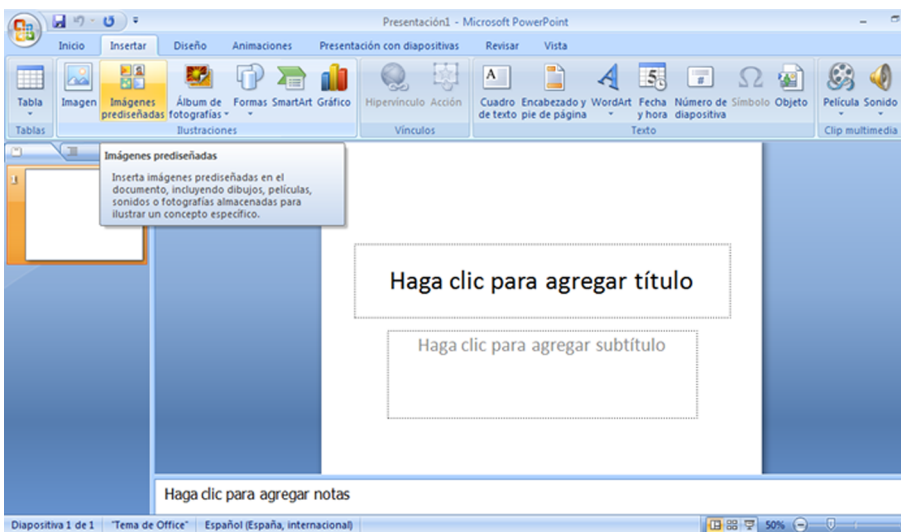 Presentación1 - Microsoft PowerPoint
Inicio Insertar Diseño Animaciones Presentación con diapositivas Revisar Vista
Tabla Imagen Imágenes prediseñadas Álbum de fotografías Formas SmartArt Gráfico Hipervínculo Acción Cuadro de texto Encabezado y pie de página WordArt Fecha y hora Número de diapositiva Símbolo Objeto Película Sonido
Tablas Ilustraciones Vínculos Texto Clip multimedia
Imágenes prediseñadas
Inserta imágenes prediseñadas en el
documento, incluyendo dibujos, películas,
sonidos o fotografías almacenadas para
ilustrar un concepto específico.
1
Haga clic para agregar título
Haga clic para agregar subtítulo
Haga clic para agregar notas
Diapositiva 1 de 1 "Tema de Office" Español (España, internacional) 50%